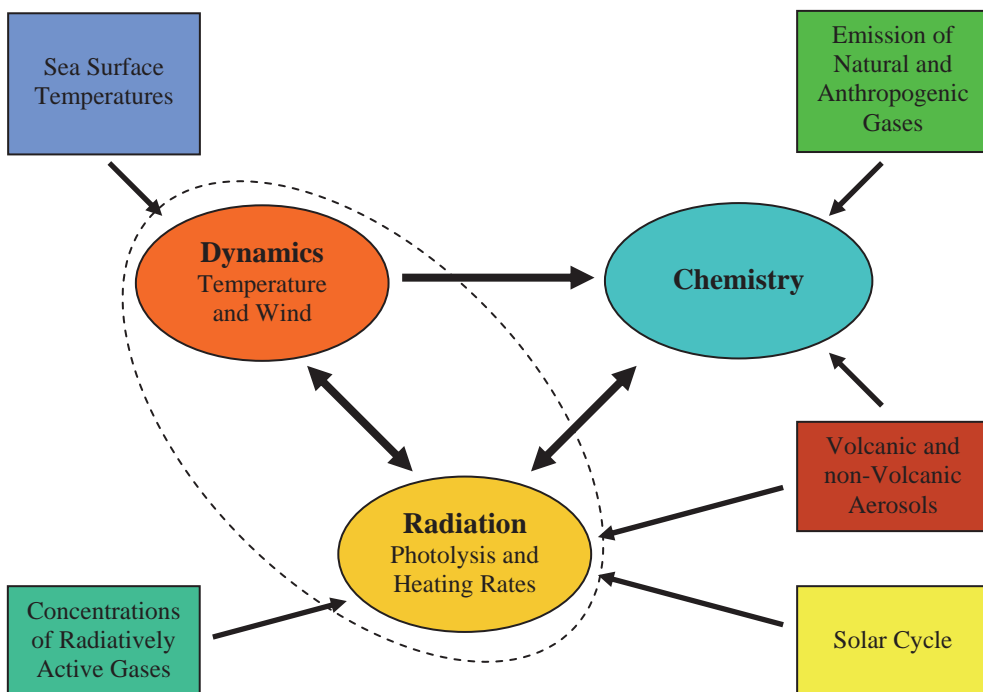 Sea Surface
Temperatures
Emission of
Natural and
Anthropogenic
Gases
Dynamics
Temperature
and Wind
Chemistry
Volcanic and
non-Volcanic
Aerosols
Radiation
Photolysis and
Heating Rates
Concentrations
of Radiatively
Active Gases
Solar Cycle